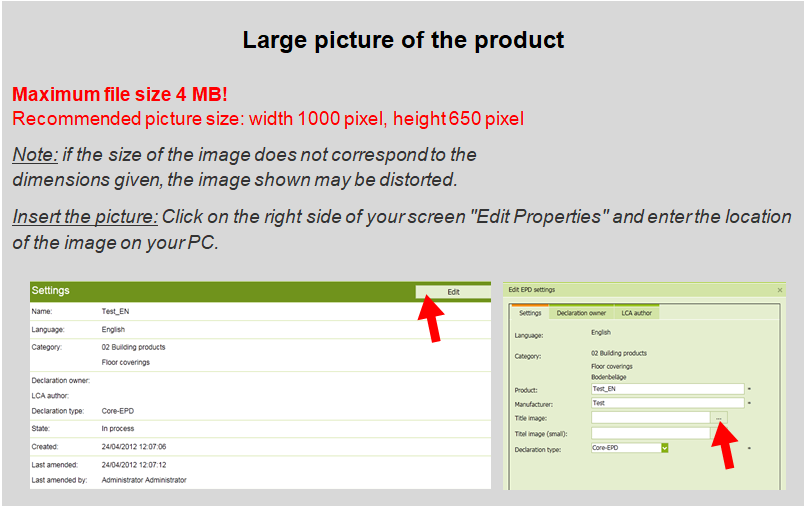 Large picture of the product
Maximum file size 4 MB!
Recommended picture size: width 1000 pixel, height 650 pixel
Note: if the size of the image does not correspond to the
dimensions given, the image shown may be distorted.
Insert the picture: Click on the right side of your screen "Edit Properties" and enter the location
of the image on your PC.
Settings
Edit
Name: Test_EN
Language: English
Category: 02 Building products
Floor coverings
Declaration owner:
LCA author:
Declaration type: Core-EPD
State: In process
Created: 24/04/2012 12:07:06
Last amended: 24/04/2012 12:07:12
Last amended by: Administrator Administrator
Edit EPD settings ×
Settings Declaration owner LCA author
Language: English
Category: 02 Building products
Floor coverings
Bodenbeläge
Product: Test_EN *
Manufacturer: Test *
Title image: ...
Titel image (small):
Declaration type: Core-EPD *